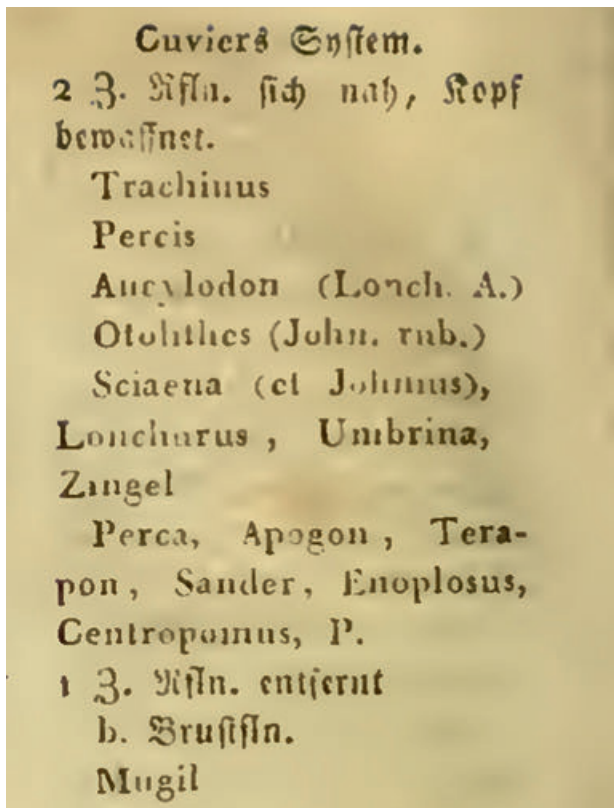 Cuviers Syſtem.
2 Z. Rfln. ſich nah, Kopf
bewaffnet.
Trachinus
Percis
Ancylodon (Lonch. A.)
Otolithes (John. rub.)
Sciaena (et Johnius),
Lonchurus, Umbrina,
Zingel
Perca, Apogon, Tera-
pon, Sander, Enoplosus,
Centropomus, P.
1 Z. Rfln. entfernt
b. Bruſtfln.
Mugil